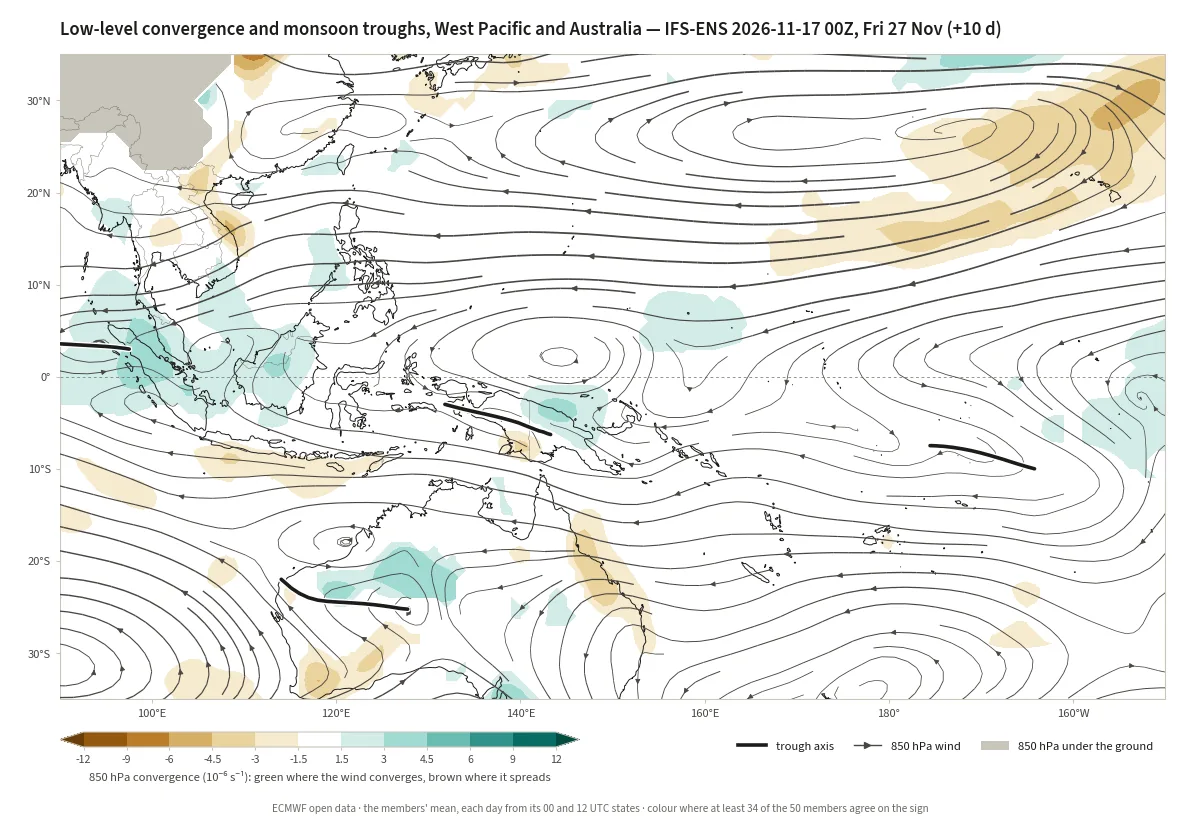 Low-level convergence and monsoon troughs, West Pacific and Australia — IFS-ENS 2026-11-17 00Z, Fri 27 Nov (+10 d)
30°N
20°N
10°N
0°
10°S
20°S
30°S
100°E 120°E 140°E 160°E 180° 160°W
-12 -9 -6 -4.5 -3 -1.5 1.5 3 4.5 6 9 12
850 hPa convergence (10⁻⁶ s⁻¹): green where the wind converges, brown where it spreads
trough axis 850 hPa wind 850 hPa under the ground
ECMWF open data · the members' mean, each day from its 00 and 12 UTC states · colour where at least 34 of the 50 members agree on the sign